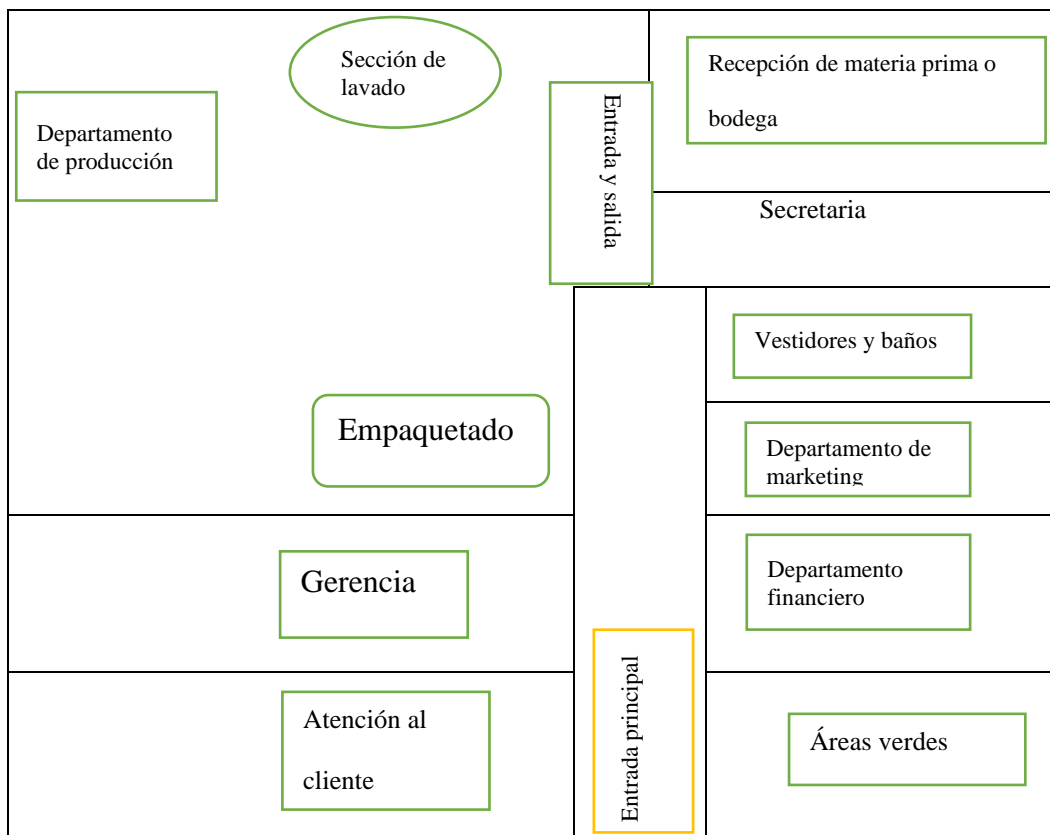 Sección de
lavado
Recepción de materia prima o
bodega
Departamento
de producción
Entrada y salida
Secretaria
Vestidores y baños
Empaquetado
Departamento de
marketing
Gerencia
Departamento
financiero
Atención al
cliente
Entrada principal
Áreas verdes